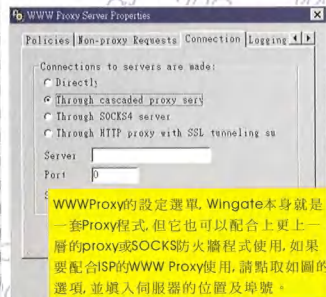 WWW Proxy Server Properties
Policies Non-proxy Requests Connection Logging
Connections to servers are made:
Directly
Through cascaded proxy serv
Through SOCKS4 server
Through HTTP proxy with SSL tunneling su
Server
Port 0
S
WWWProxy的設定選單, Wingate本身就是
一套Proxy程式, 但它也可以配合上更上一
層的proxy或SOCKS防火牆程式使用, 如果
要配合ISP的WWW Proxy使用, 請點取如圖的
選項, 並填入伺服器的位置及埠號。